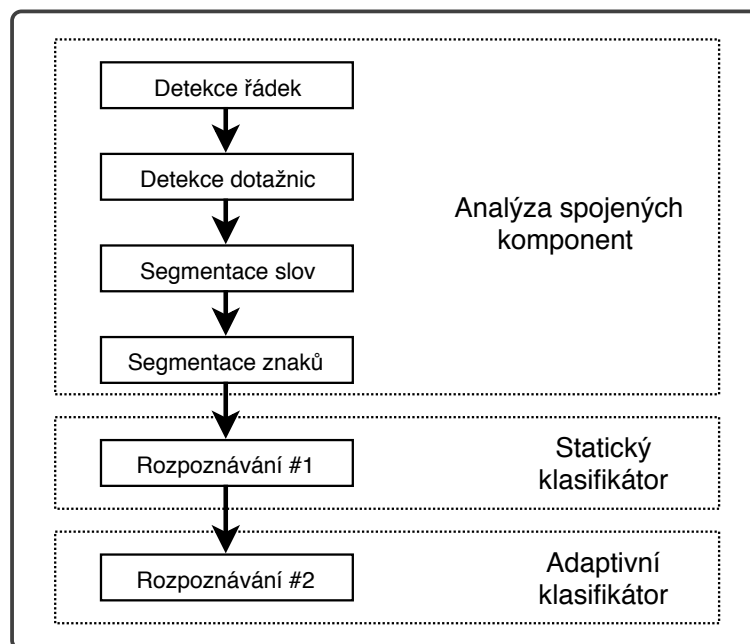 Detekce řádek
Detekce dotažnic
Analýza spojených
komponent
Segmentace slov
Segmentace znaků
Rozpoznávání #1
Statický
klasifikátor
Rozpoznávání #2
Adaptivní
klasifikátor